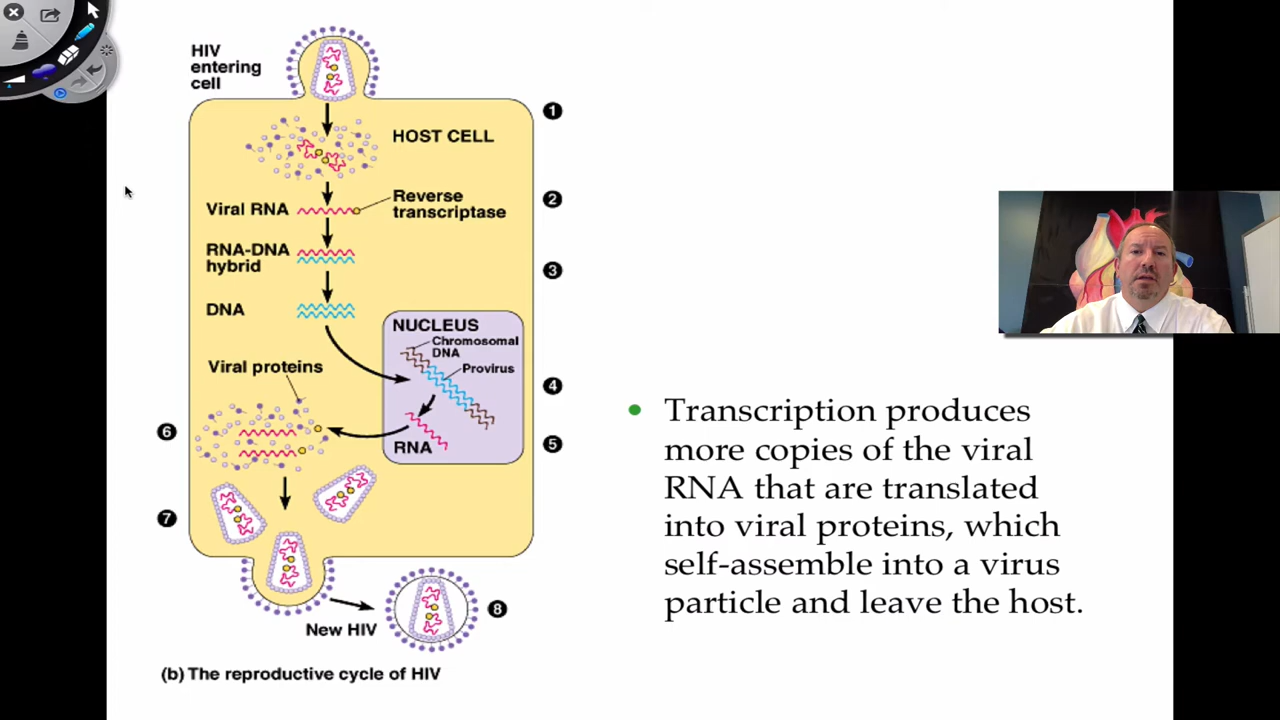 HIV
entering
cell
1
HOST CELL
Reverse
transcriptase
2
Viral RNA
RNA-DNA
hybrid
3
DNA
NUCLEUS
Chromosomal
DNA
Provirus
4
Viral proteins
RNA
5
6
7
8
New HIV
(b) The reproductive cycle of HIV
• Transcription produces
more copies of the viral
RNA that are translated
into viral proteins, which
self-assemble into a virus
particle and leave the host.